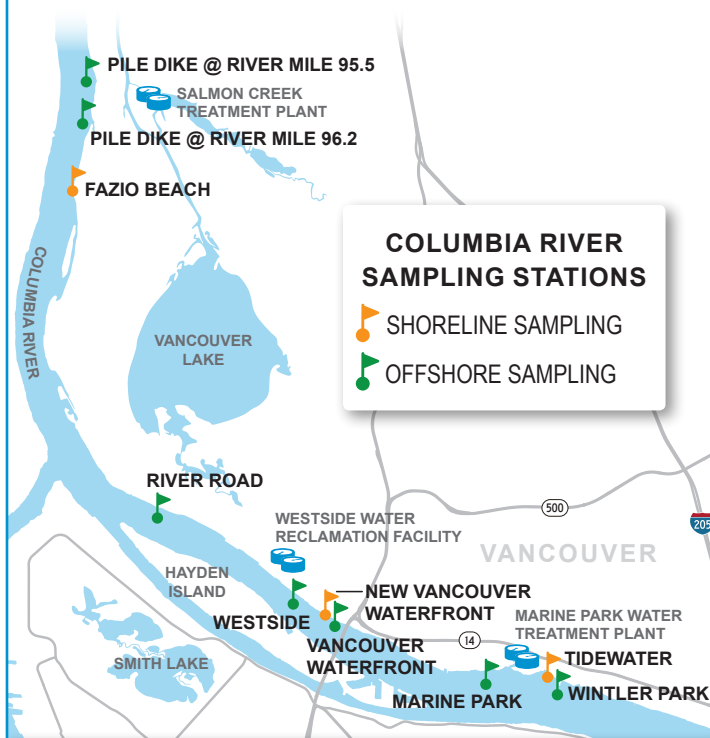 PILE DIKE @ RIVER MILE 95.5
SALMON CREEK
TREATMENT PLANT
PILE DIKE @ RIVER MILE 96.2
FAZIO BEACH
COLUMBIA RIVER
SAMPLING STATIONS
SHORELINE SAMPLING
OFFSHORE SAMPLING
COLUMBIA RIVER
VANCOUVER
LAKE
RIVER ROAD
500
205
WESTSIDE WATER
RECLAMATION FACILITY
VANCOUVER
HAYDEN
ISLAND
NEW VANCOUVER
WATERFRONT
WESTSIDE
MARINE PARK WATER
TREATMENT PLANT
14
VANCOUVER
WATERFRONT
TIDEWATER
SMITH LAKE
MARINE PARK
WINTLER PARK